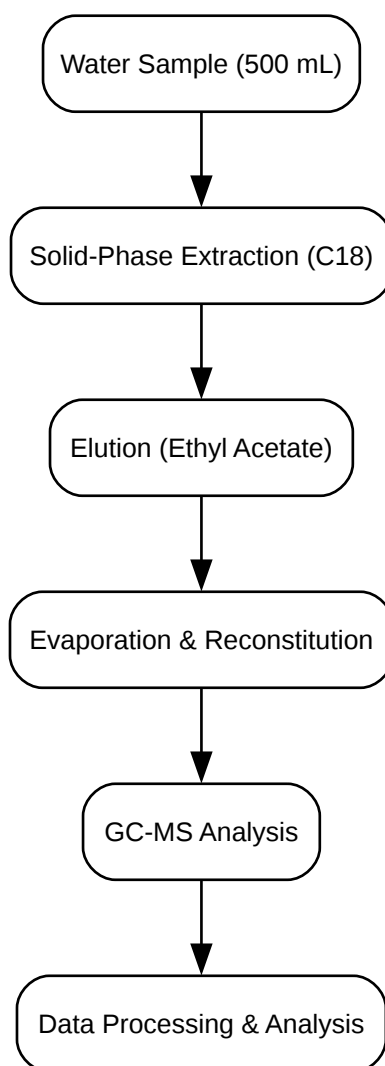 Water Sample (500 mL)
Solid-Phase Extraction (C18)
Elution (Ethyl Acetate)
Evaporation & Reconstitution
GC-MS Analysis
Data Processing & Analysis